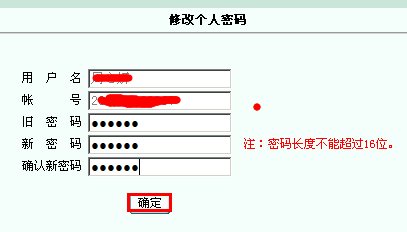 修改个人密码
用 户 名
帐 号 2
旧 密 码 ●●●●●●
新 密 码 ●●●●●● 注：密码长度不能超过16位。
确认新密码 ●●●●●●
确定